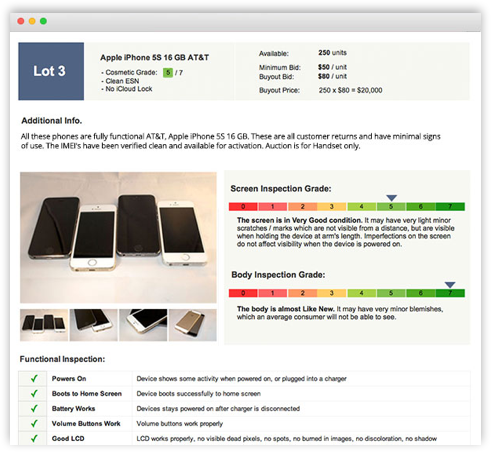 Lot 3
Apple iPhone 5S 16 GB AT&T
- Cosmetic Grade: 5 / 7
- Clean ESN
- No iCloud Lock
Available: 250 units
Minimum Bid: $50 / unit
Buyout Bid: $80 / unit
Buyout Price: 250 x $80 = $20,000
Additional Info.
All these phones are fully functional AT&T, Apple iPhone 5S 16 GB. These are all customer returns and have minimal signs
of use. The IMEI's have been verified clean and available for activation. Auction is for Handset only.
Screen Inspection Grade:
0 1 2 3 4 5 6 7
The screen is in Very Good condition. It may have very light minor
scratches / marks which are not visible from a distance, but are visible
when holding the device at arm's length. Imperfections on the screen
do not affect visibility when the device is powered on.
Body Inspection Grade:
0 1 2 3 4 5 6 7
The body is almost Like New. It may have very minor blemishes,
which an average consumer will not be able to see.
Functional Inspection:
✓ Powers On Device shows some activity when powered on, or plugged into a charger
✓ Boots to Home Screen Device boots successfully to home screen
✓ Battery Works Devices stays powered on after charger is disconnected
✓ Volume Buttons Work Volume buttons work properly
✓ Good LCD LCD works properly, no visible dead pixels, no spots, no burned in images, no discoloration, no shadow